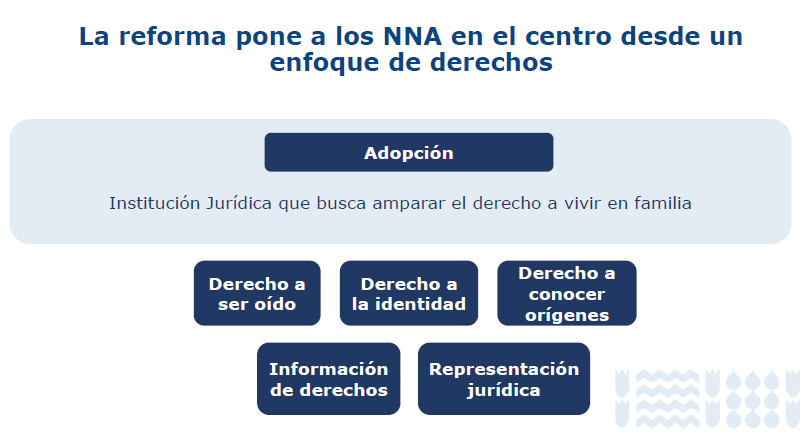 La reforma pone a los NNA en el centro desde un
enfoque de derechos
Adopción
Institución Jurídica que busca amparar el derecho a vivir en familia
Derecho a
ser oído
Derecho a
la identidad
Derecho a
conocer
orígenes
Información
de derechos
Representación
jurídica